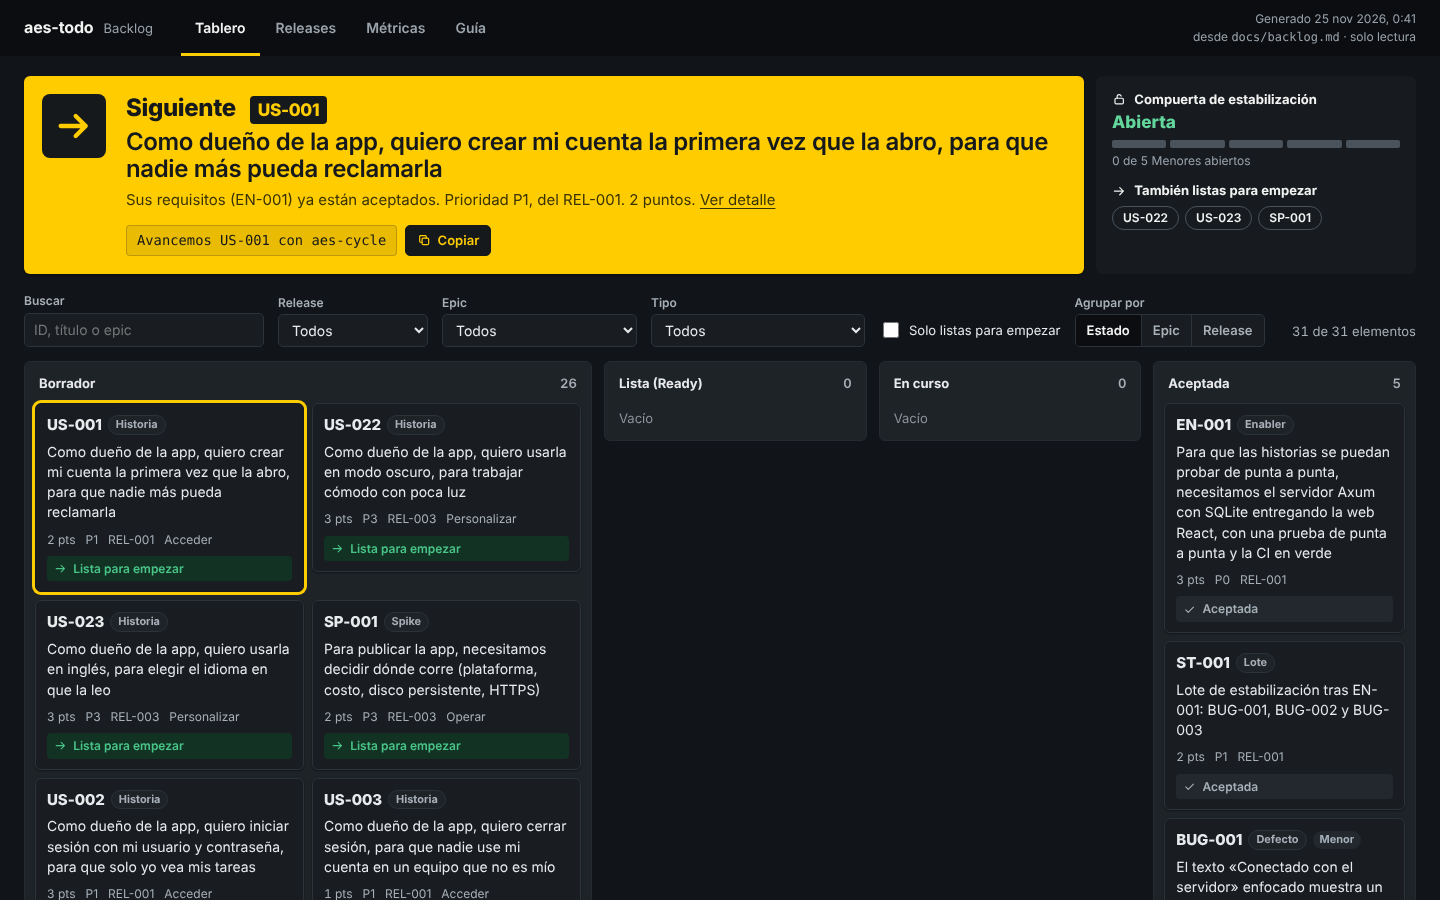 aes-todo Backlog Tablero Releases Métricas Guía
Generado 25 nov 2026, 0:41
desde docs/backlog.md · solo lectura
Siguiente US-001
Como dueño de la app, quiero crear mi cuenta la primera vez que la abro, para que
nadie más pueda reclamarla
Sus requisitos (EN-001) ya están aceptados. Prioridad P1, del REL-001. 2 puntos. Ver detalle
Avancemos US-001 con aes-cycle Copiar
Compuerta de estabilización
Abierta
0 de 5 Menores abiertos
También listas para empezar
US-022 US-023 SP-001
Buscar
ID, título o epic
Release
Todos
Epic
Todos
Tipo
Todos
Solo listas para empezar
Agrupar por
Estado Epic Release
31 de 31 elementos
Borrador 26
US-001 Historia
Como dueño de la app, quiero crear
mi cuenta la primera vez que la abro,
para que nadie más pueda
reclamarla
2 pts P1 REL-001 Acceder
Lista para empezar
US-022 Historia
Como dueño de la app, quiero usarla
en modo oscuro, para trabajar
cómodo con poca luz
3 pts P3 REL-003 Personalizar
Lista para empezar
US-023 Historia
Como dueño de la app, quiero usarla
en inglés, para elegir el idioma en
que la leo
3 pts P3 REL-003 Personalizar
Lista para empezar
SP-001 Spike
Para publicar la app, necesitamos
decidir dónde corre (plataforma,
costo, disco persistente, HTTPS)
2 pts P3 REL-003 Operar
Lista para empezar
US-002 Historia
Como dueño de la app, quiero iniciar
sesión con mi usuario y contraseña,
para que solo yo vea mis tareas
3 pts P1 REL-001 Acceder
US-003 Historia
Como dueño de la app, quiero cerrar
sesión, para que nadie use mi
cuenta en un equipo que no es mío
1 pts P1 REL-001 Acceder
Lista (Ready) 0
Vacío
En curso 0
Vacío
Aceptada 5
EN-001 Enabler
Para que las historias se puedan
probar de punta a punta,
necesitamos el servidor Axum
con SQLite entregando la web
React, con una prueba de punta
a punta y la CI en verde
3 pts P0 REL-001
Aceptada
ST-001 Lote
Lote de estabilización tras EN-
001: BUG-001, BUG-002 y BUG-
003
2 pts P1 REL-001
Aceptada
BUG-001 Defecto Menor
El texto «Conectado con el
servidor» enfocado muestra un